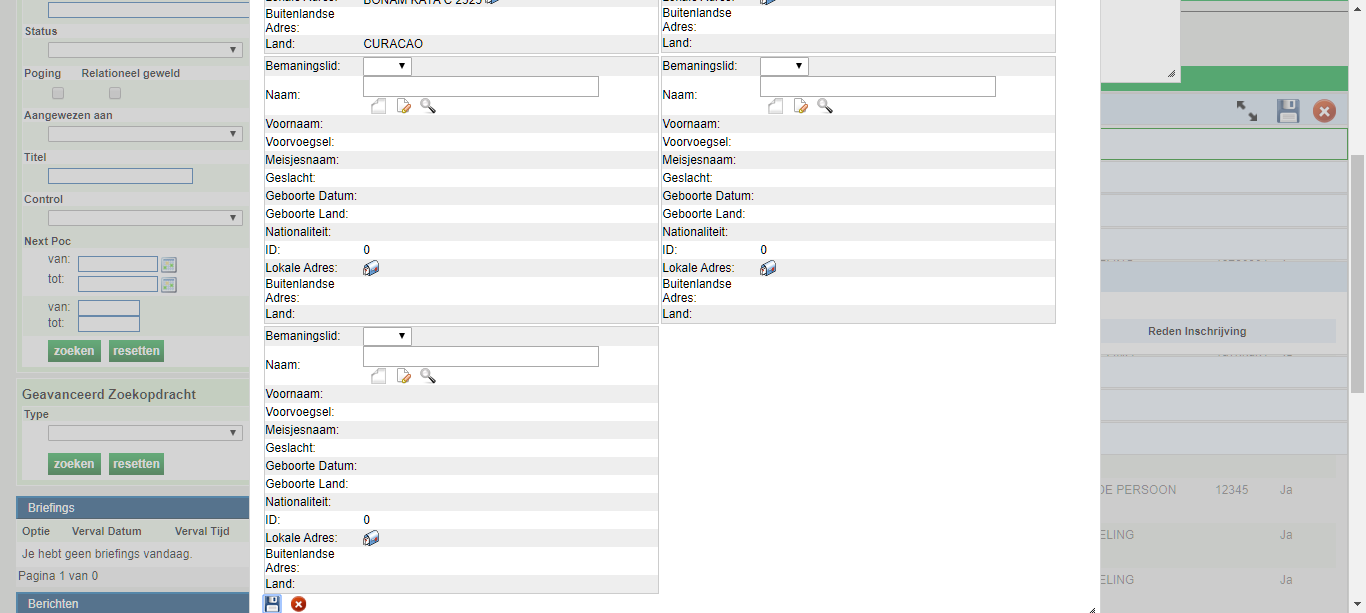 Status
Poging Relationeel geweld
Aangewezen aan
Titel
Control
Next Poc
van:
tot:
van:
tot:
zoeken resetten
Geavanceerd Zoekopdracht
Type
zoeken resetten
Briefings
Optie Verval Datum Verval Tijd
Je hebt geen briefings vandaag.
Pagina 1 van 0
Berichten
BONAM KAYA C 2525
Buitenlandse
Adres:
Land: CURACAO
Buitenlandse
Adres:
Land:
Bemaningslid:
Naam:
Voornaam:
Voorvoegsel:
Meisjesnaam:
Geslacht:
Geboorte Datum:
Geboorte Land:
Nationaliteit:
ID: 0
Lokale Adres:
Buitenlandse
Adres:
Land:
Bemaningslid:
Naam:
Voornaam:
Voorvoegsel:
Meisjesnaam:
Geslacht:
Geboorte Datum:
Geboorte Land:
Nationaliteit:
ID: 0
Lokale Adres:
Buitenlandse
Adres:
Land:
Bemaningslid:
Naam:
Voornaam:
Voorvoegsel:
Meisjesnaam:
Geslacht:
Geboorte Datum:
Geboorte Land:
Nationaliteit:
ID: 0
Lokale Adres:
Buitenlandse
Adres:
Land:
Reden Inschrijving
DE PERSOON 12345 Ja
ELING Ja
ELING Ja